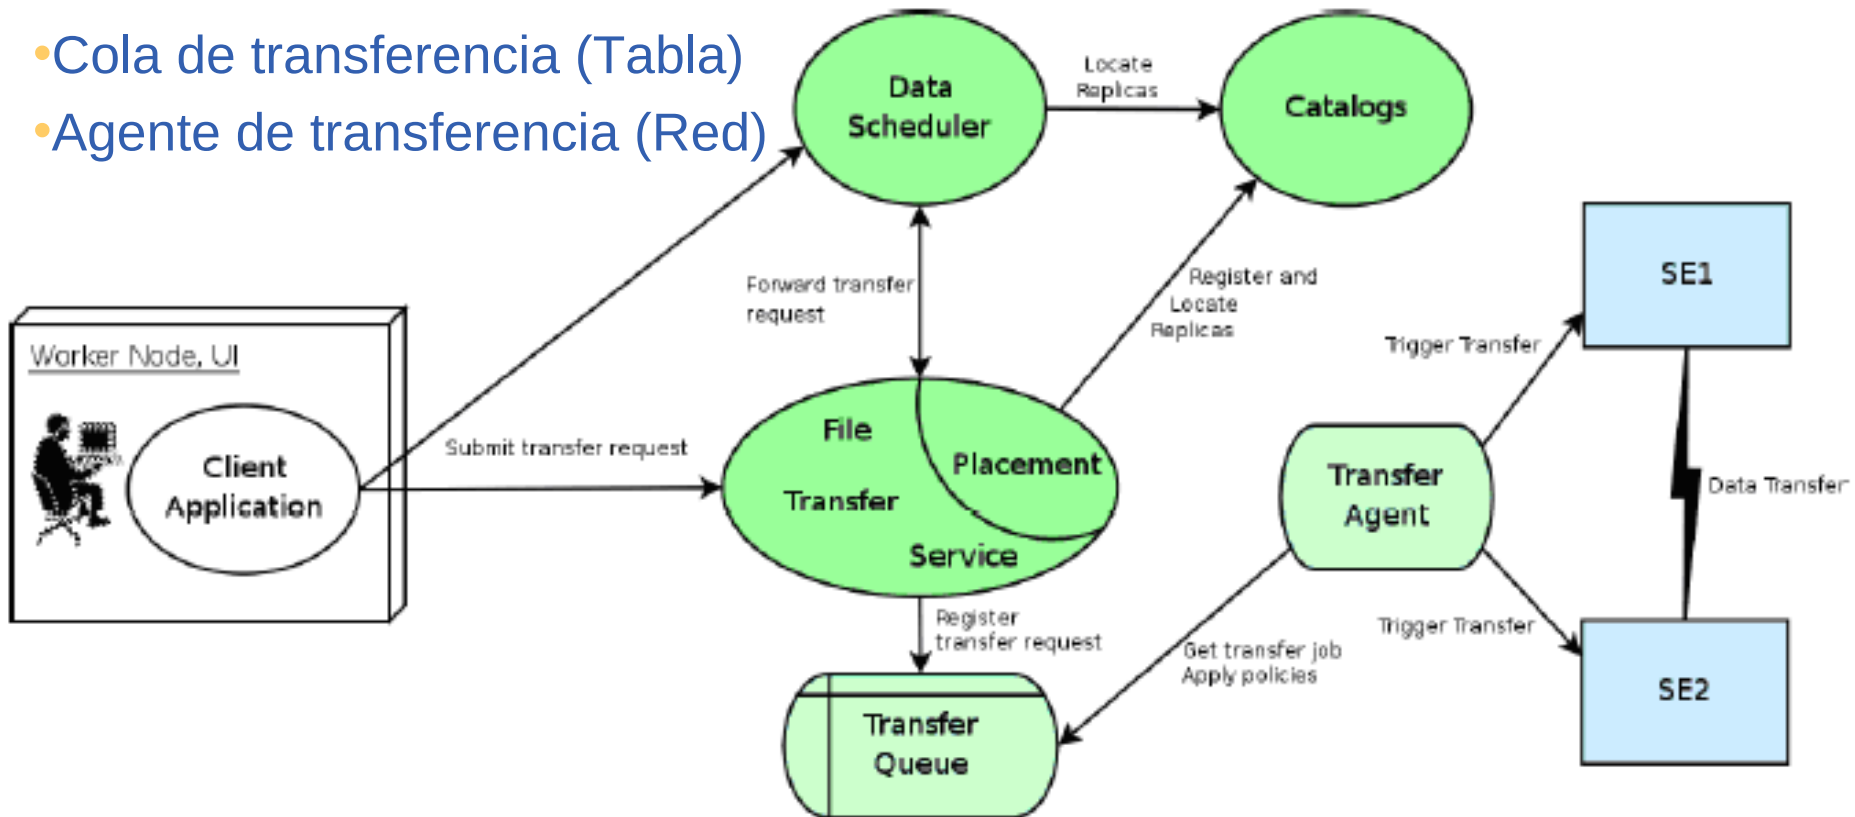 •Cola de transferencia (Tabla)
•Agente de transferencia (Red)
Data
Scheduler
Locate
Replicas
Catalogs
Forward transfer
request
Register and
Locate
Replicas
SE1
Trigger Transfer
Worker Node, UI
Client
Application
Submit transfer request
File
Transfer
Service
Placement
Transfer
Agent
Data Transfer
Register
transfer request
Get transfer job
Apply policies
Trigger Transfer
SE2
Transfer
Queue